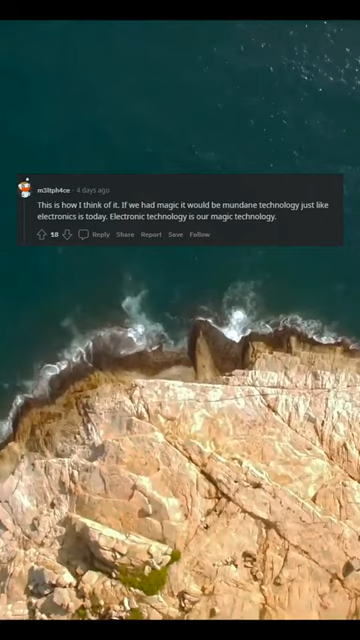 m3ltph4ce · 4 days ago
This is how I think of it. If we had magic it would be mundane technology just like
electronics is today. Electronic technology is our magic technology.
18 Reply Share Report Save Follow